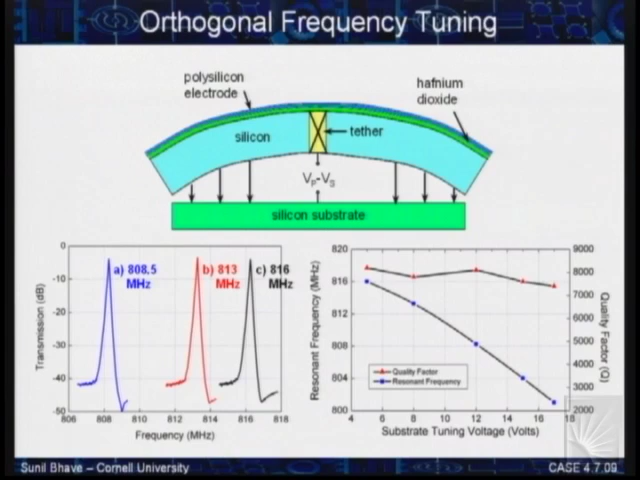 Orthogonal Frequency Tuning
polysilicon
electrode
hafnium
dioxide
silicon
tether
VP-VS
silicon substrate
0
-10
-20
-30
-40
-50
Transmission (dB)
a) 808.5
MHz
b) 813
MHz
c) 816
MHz
806 808 810 812 814 816 818
Frequency (MHz)
820
816
812
808
804
800
Resonant Frequency (MHz)
9000
8000
7000
6000
5000
4000
3000
2000
Quality Factor (Q)
Quality Factor
Resonant Frequency
4 6 8 10 12 14 16 18
Substrate Tuning Voltage (Volts)
Sunil Bhave – Cornell University
CASE 4.7.09